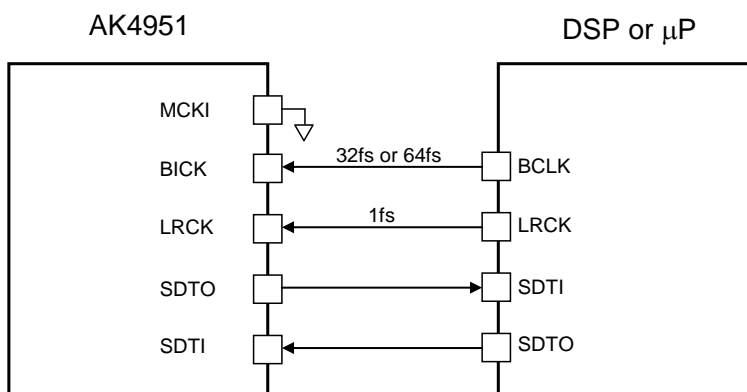 AK4951
DSP or μP
MCKI
BICK
32fs or 64fs
BCLK
LRCK
1fs
LRCK
SDTO
SDTI
SDTI
SDTO